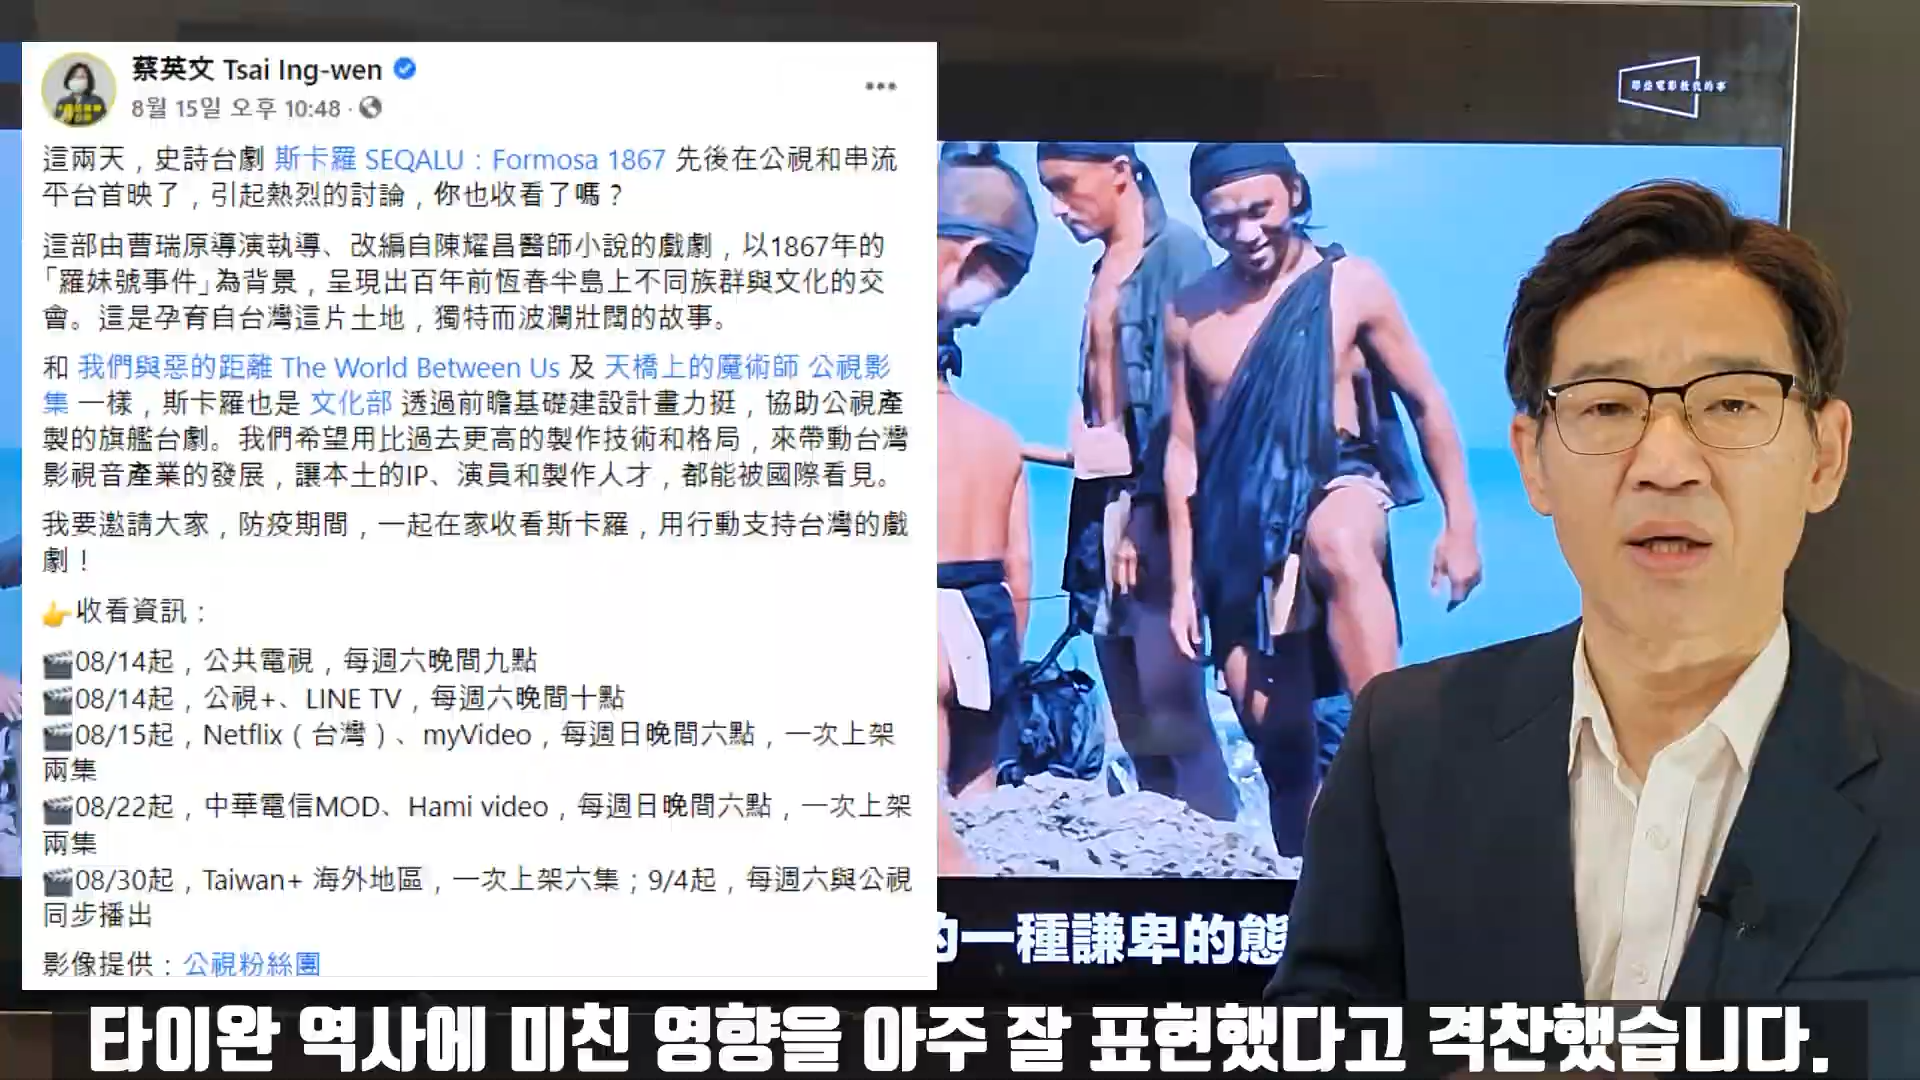 蔡英文 Tsai Ing-wen
8월 15일 오후 10:48
這兩天，史詩台劇 斯卡羅 SEQALU：Formosa 1867 先後在公視和串流
平台首映了，引起熱烈的討論，你也收看了嗎？
這部由曹瑞原導演執導、改編自陳耀昌醫師小說的戲劇，以1867年的
「羅妹號事件」為背景，呈現出百年前恆春半島上不同族群與文化的交
會。這是孕育自台灣這片土地，獨特而波瀾壯闊的故事。
和 我們與惡的距離 The World Between Us 及 天橋上的魔術師 公視影
集 一樣，斯卡羅也是 文化部 透過前瞻基礎建設計畫力挺，協助公視產
製的旗艦台劇。我們希望用比過去更高的製作技術和格局，來帶動台灣
影視音產業的發展，讓本土的IP、演員和製作人才，都能被國際看見。
我要邀請大家，防疫期間，一起在家收看斯卡羅，用行動支持台灣的戲
劇！
👉收看資訊：
🎬08/14起，公共電視，每週六晚間九點
🎬08/14起，公視+、LINE TV，每週六晚間十點
🎬08/15起，Netflix（台灣）、myVideo，每週日晚間六點，一次上架
兩集
🎬08/22起，中華電信MOD、Hami video，每週日晚間六點，一次上架
兩集
🎬08/30起，Taiwan+ 海外地區，一次上架六集；9/4起，每週六與公視
同步播出
影像提供：公視粉絲團
那些電影教我的事
的一種謙卑的態
타이완 역사에 미친 영향을 아주 잘 표현했다고 격찬했습니다.